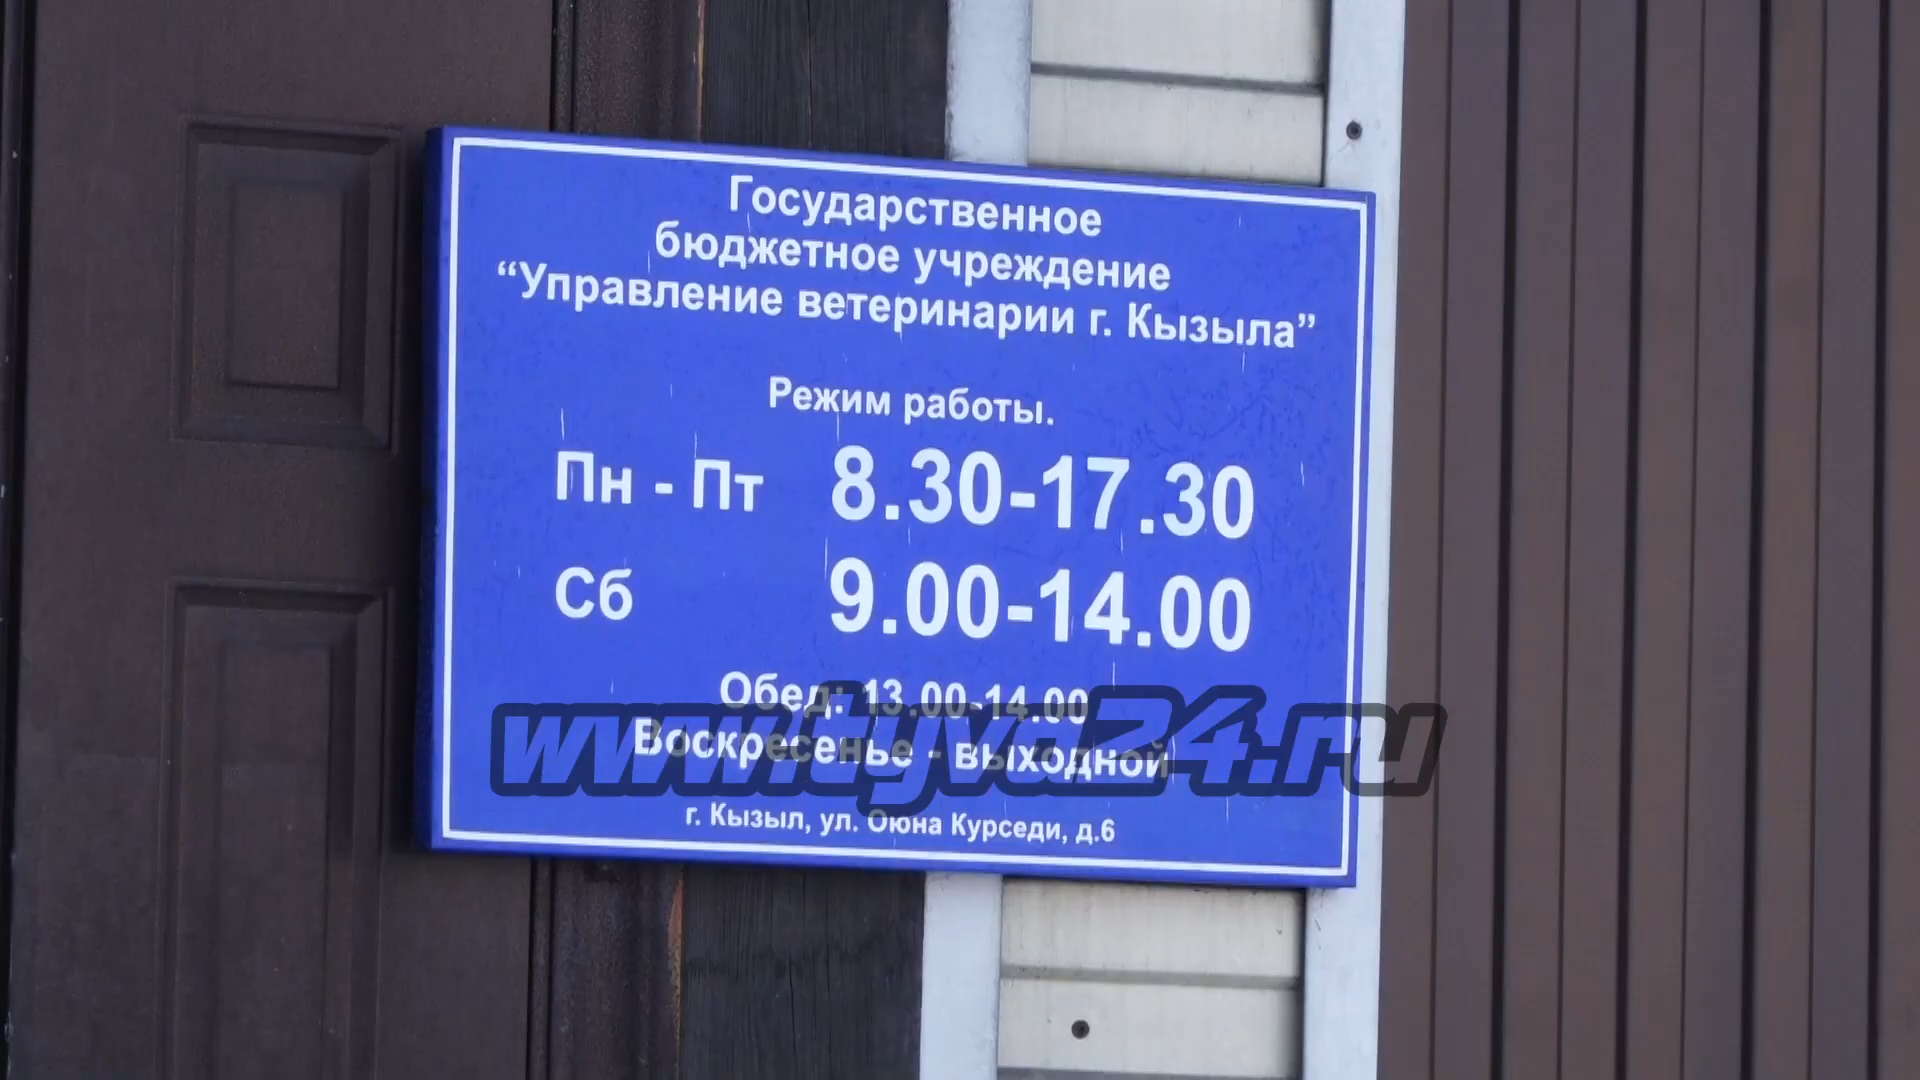 Государственное
бюджетное учреждение
“Управление ветеринарии г. Кызыла”
Режим работы.
Пн - Пт 8.30-17.30
Сб 9.00-14.00
Обед: 13.00-14.00
www.tyva24.ru
Воскресенье - выходной
г. Кызыл, ул. Оюна Курседи, д.6